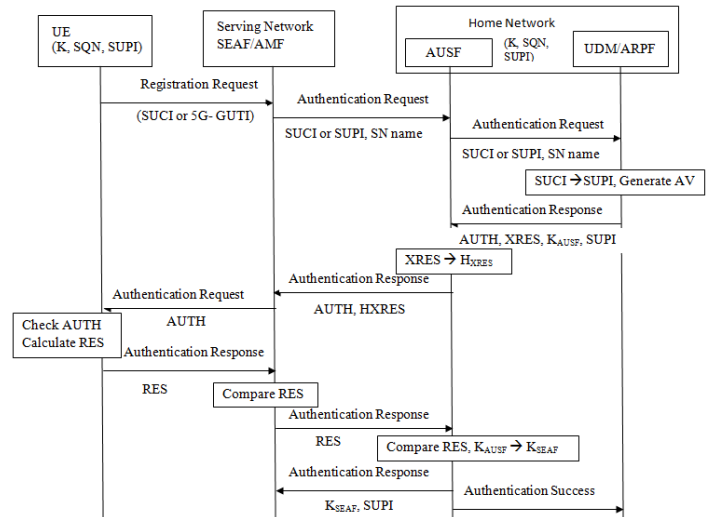 UE
(K, SQN, SUPI)
Serving Network
SEAF/AMF
Home Network
AUSF
(K, SQN,
SUPI)
UDM/ARPF
Registration Request
(SUCI or 5G- GUTI)
Authentication Request
SUCI or SUPI, SN name
Authentication Request
SUCI or SUPI, SN name
SUCI→SUPI, Generate AV
Authentication Response
AUTH, XRES, KAUSF, SUPI
XRES → HXRES
Authentication Response
AUTH, HXRES
Authentication Request
AUTH
Check AUTH
Calculate RES
Authentication Response
RES
Compare RES
Authentication Response
RES
Compare RES, KAUSF → KSEAF
Authentication Response
KSEAF, SUPI
Authentication Success